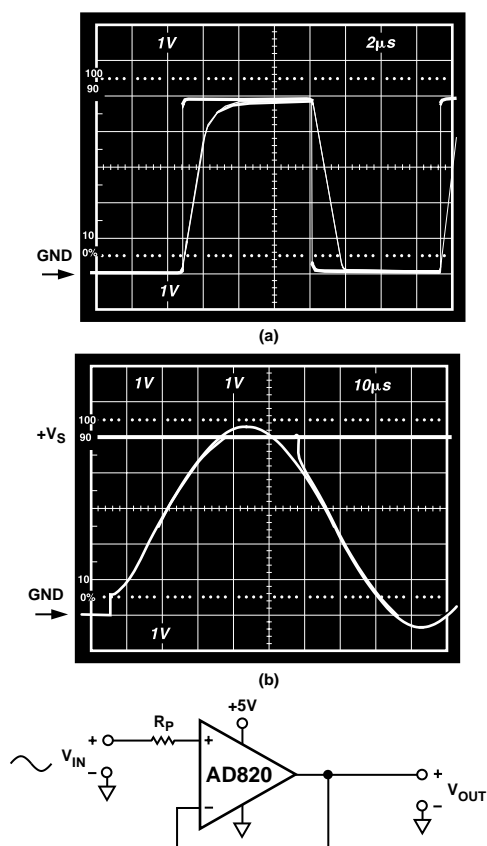 1V 2µs
100
90
10
0%
GND
1V
(a)
1V 1V 10µs
100
+VS
90
10
GND
0%
1V
(b)
+5V
RP
+
VIN
–
+
AD820
–
+
VOUT
–